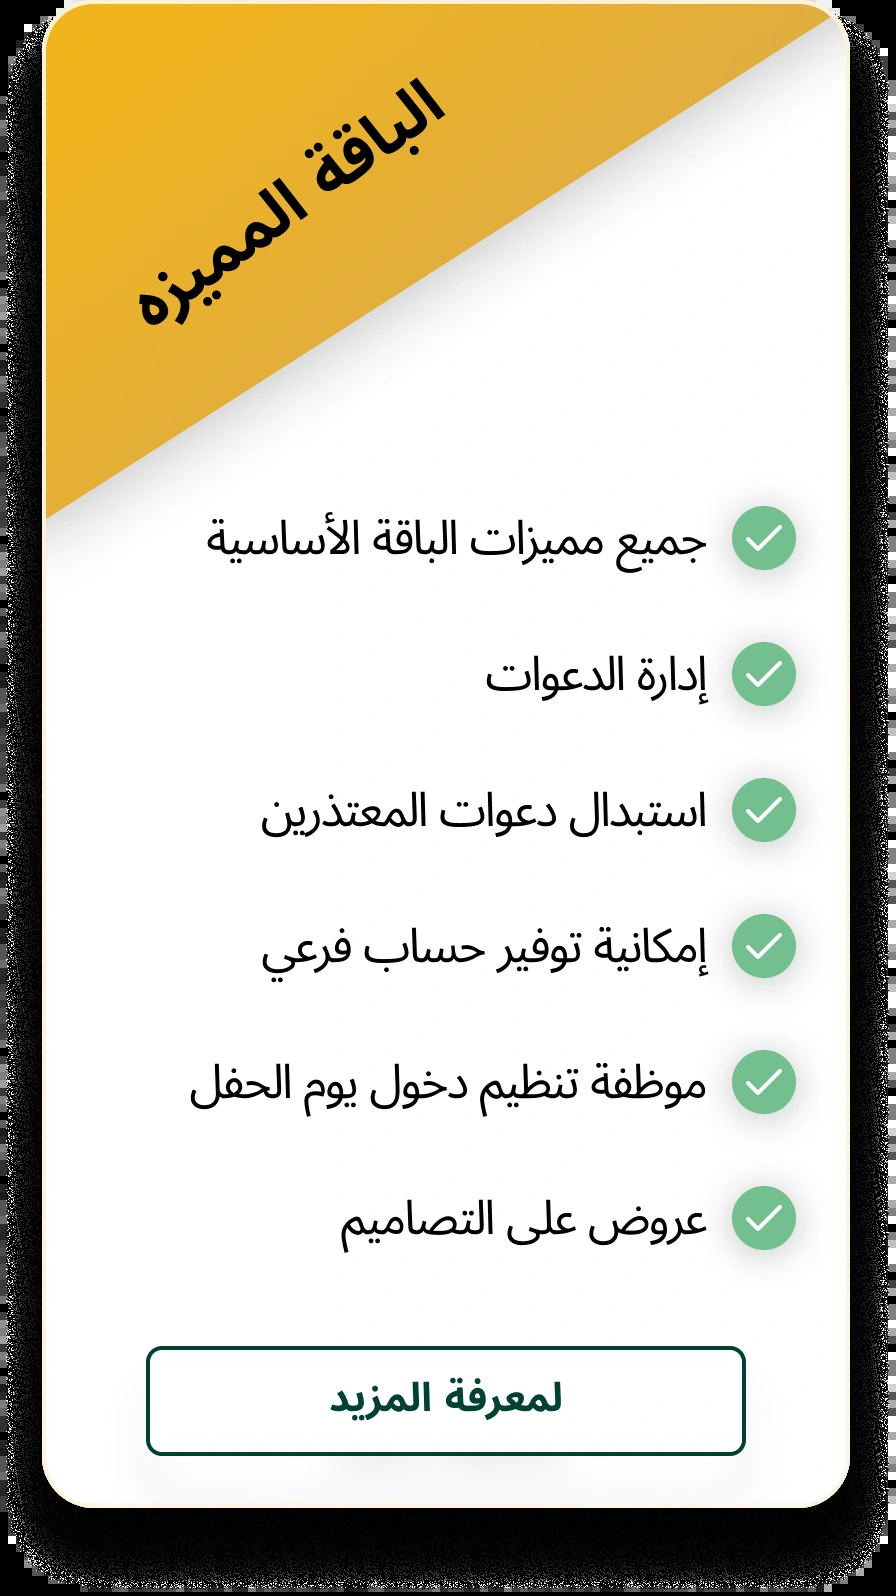 الباقة المميزه
جميع مميزات الباقة الأساسية
إدارة الدعوات
استبدال دعوات المعتذرين
إمكانية توفير حساب فرعي
موظفة تنظيم دخول يوم الحفل
عروض على التصاميم
لمعرفة المزيد